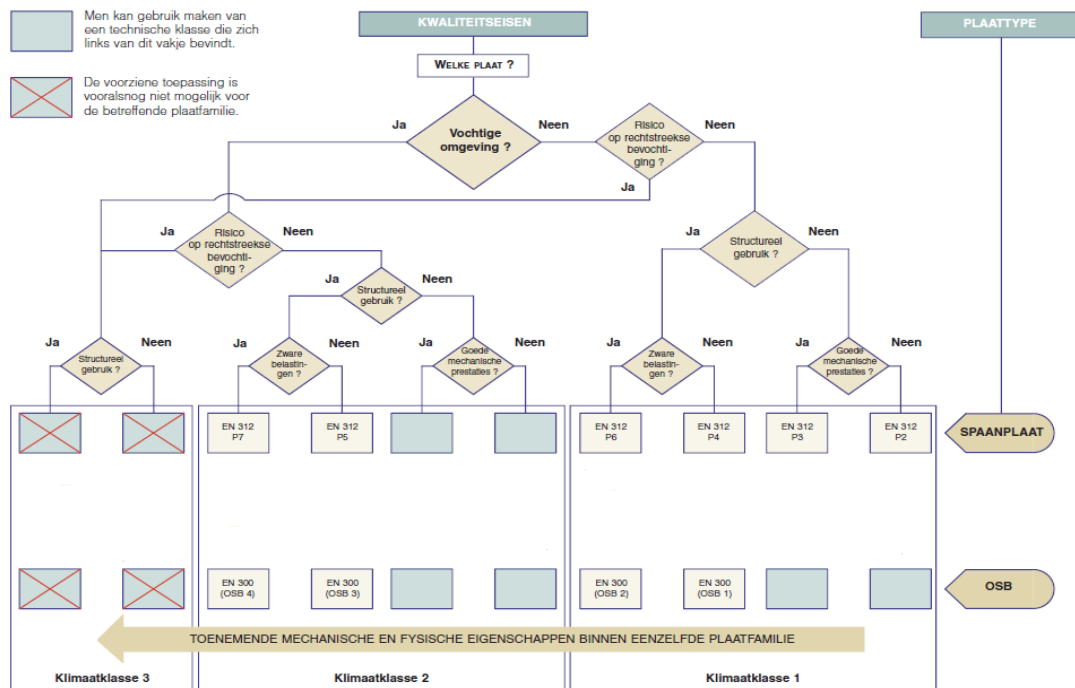 Men kan gebruik maken van
een technische klasse die zich
links van dit vakje bevindt.
De voorziene toepassing is
vooralsnog niet mogelijk voor
de betreffende plaatfamilie.
KWALITEITSEISEN
PLAATTYPE
WELKE PLAAT ?
Ja
Vochtige
omgeving ?
Neen
Risico
op rechtstreekse
bevochti-
ging ?
Neen
Ja
Ja
Risico
op rechtstreekse
bevochti-
ging ?
Neen
Ja
Structureel
gebruik ?
Neen
Ja
Structureel
gebruik ?
Neen
Ja
Structureel
gebruik ?
Neen
Ja
Zware
belastin-
gen ?
Neen
Ja
Goede
mechanische
prestaties ?
Neen
Ja
Zware
belastin-
gen ?
Neen
Ja
Goede
mechanische
prestaties ?
Neen
EN 312
P7
EN 312
P5
EN 312
P6
EN 312
P4
EN 312
P3
EN 312
P2
SPAANPLAAT
EN 300
(OSB 4)
EN 300
(OSB 3)
EN 300
(OSB 2)
EN 300
(OSB 1)
OSB
TOENEMENDE MECHANISCHE EN FYSISCHE EIGENSCHAPPEN BINNEN EENZELFDE PLAATFAMILIE
Klimaatklasse 3
Klimaatklasse 2
Klimaatklasse 1